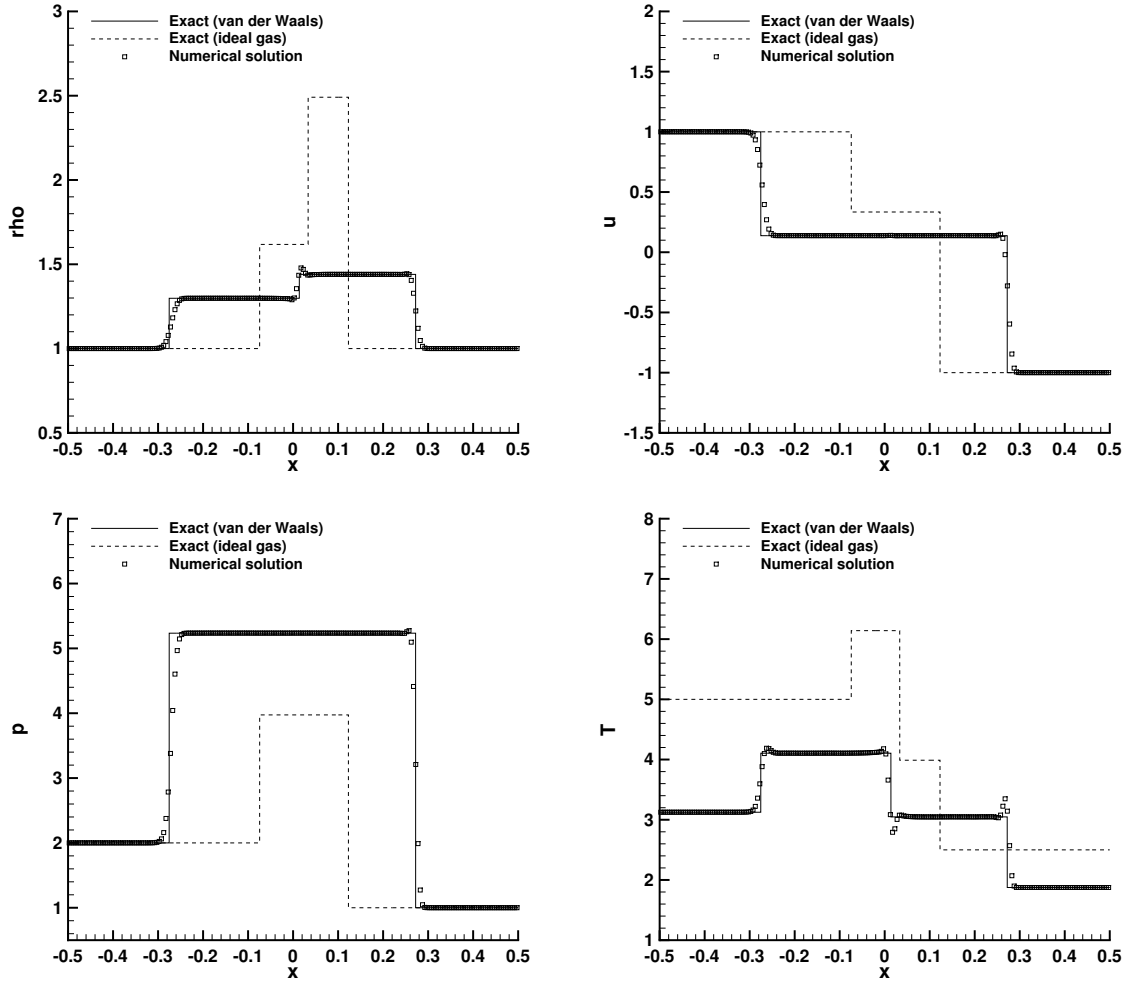 Exact (van der Waals)
Exact (ideal gas)
Numerical solution
rho
3
2.5
2
1.5
1
0.5
-0.5 -0.4 -0.3 -0.2 -0.1 0 0.1 0.2 0.3 0.4 0.5
x
Exact (van der Waals)
Exact (ideal gas)
Numerical solution
u
2
1.5
1
0.5
0
-0.5
-1
-1.5
-0.5 -0.4 -0.3 -0.2 -0.1 0 0.1 0.2 0.3 0.4 0.5
x
Exact (van der Waals)
Exact (ideal gas)
Numerical solution
p
7
6
5
4
3
2
1
-0.5 -0.4 -0.3 -0.2 -0.1 0 0.1 0.2 0.3 0.4 0.5
x
Exact (van der Waals)
Exact (ideal gas)
Numerical solution
T
8
7
6
5
4
3
2
1
-0.5 -0.4 -0.3 -0.2 -0.1 0 0.1 0.2 0.3 0.4 0.5
x